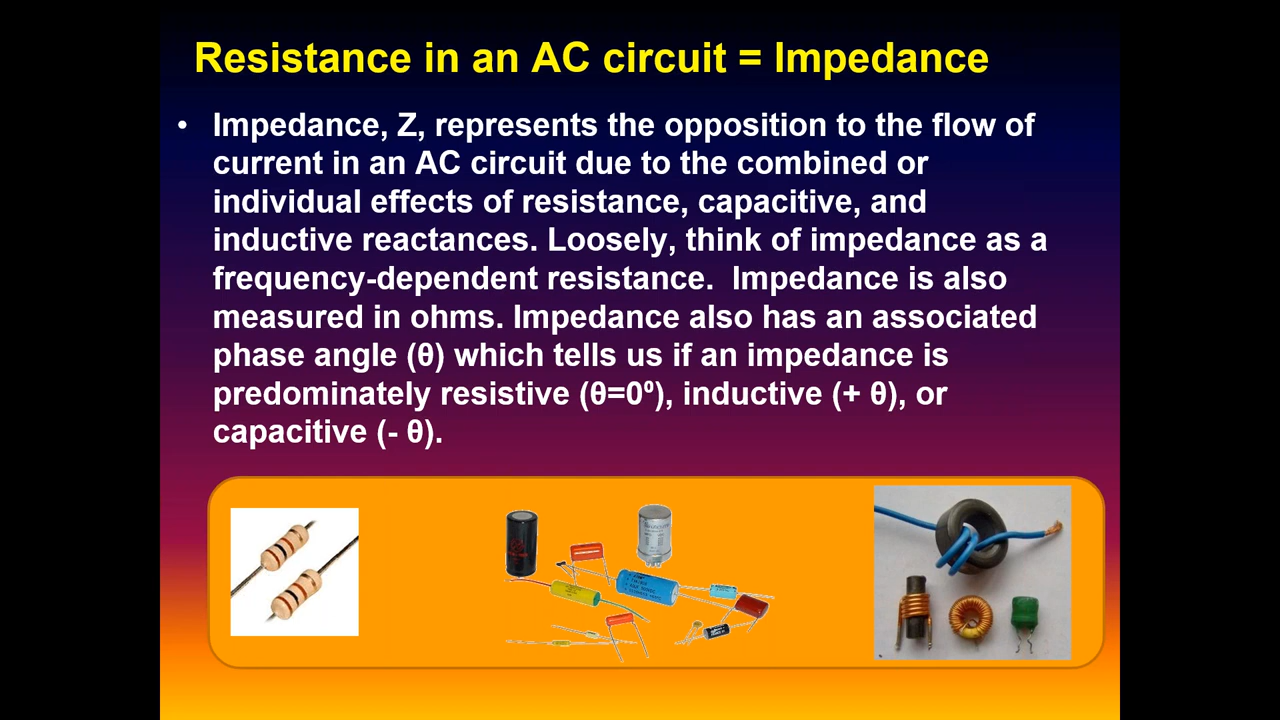 Resistance in an AC circuit = Impedance
• Impedance, Z, represents the opposition to the flow of
current in an AC circuit due to the combined or
individual effects of resistance, capacitive, and
inductive reactances. Loosely, think of impedance as a
frequency-dependent resistance.  Impedance is also
measured in ohms. Impedance also has an associated
phase angle (θ) which tells us if an impedance is
predominately resistive (θ=0⁰), inductive (+ θ), or
capacitive (- θ).